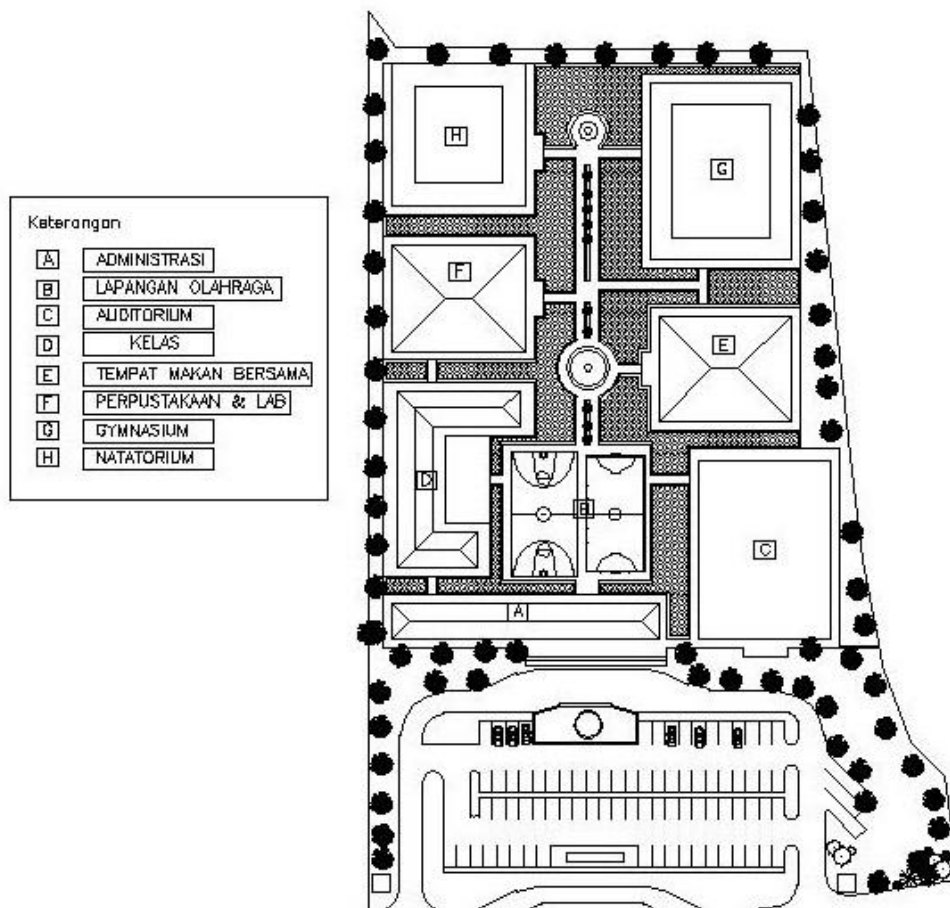 Keterangan
A ADMINISTRASI
B LAPANGAN OLAHRAGA
C AUDITORIUM
D KELAS
E TEMPAT MAKAN BERSAMA
F PERPUSTAKAAN & LAB
G GYMNASIUM
H NATATORIUM
H
G
F
E
D
B
C
A